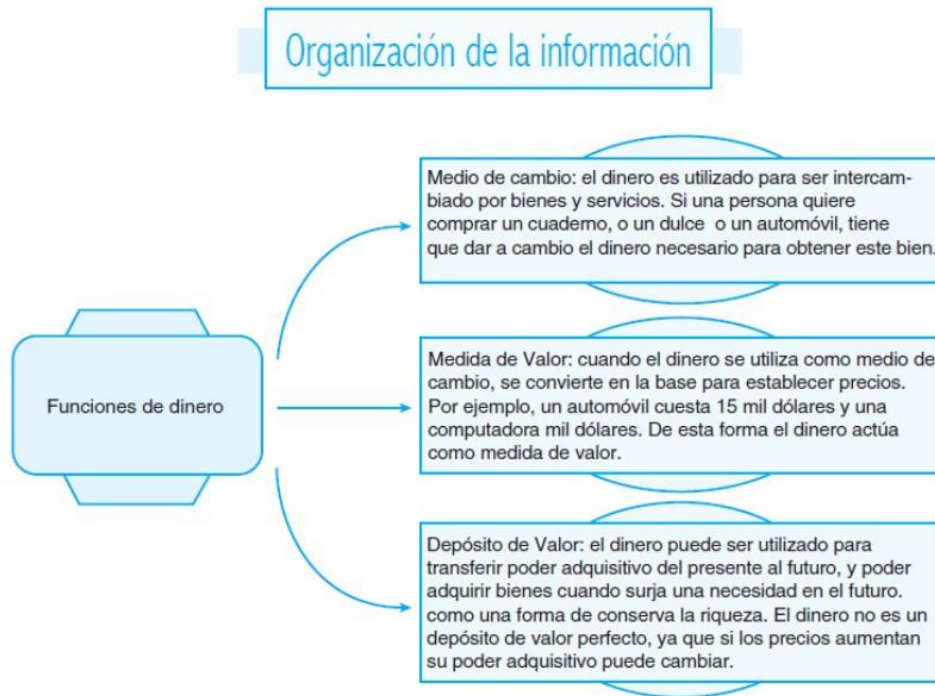 Organización de la información
Medio de cambio: el dinero es utilizado para ser intercam-
biado por bienes y servicios. Si una persona quiere
comprar un cuaderno, o un dulce o un automóvil, tiene
que dar a cambio el dinero necesario para obtener este bien.
Funciones de dinero
Medida de Valor: cuando el dinero se utiliza como medio de
cambio, se convierte en la base para establecer precios.
Por ejemplo, un automóvil cuesta 15 mil dólares y una
computadora mil dólares. De esta forma el dinero actúa
como medida de valor.
Depósito de Valor: el dinero puede ser utilizado para
transferir poder adquisitivo del presente al futuro, y poder
adquirir bienes cuando surja una necesidad en el futuro.
como una forma de conserva la riqueza. El dinero no es un
depósito de valor perfecto, ya que si los precios aumentan
su poder adquisitivo puede cambiar.